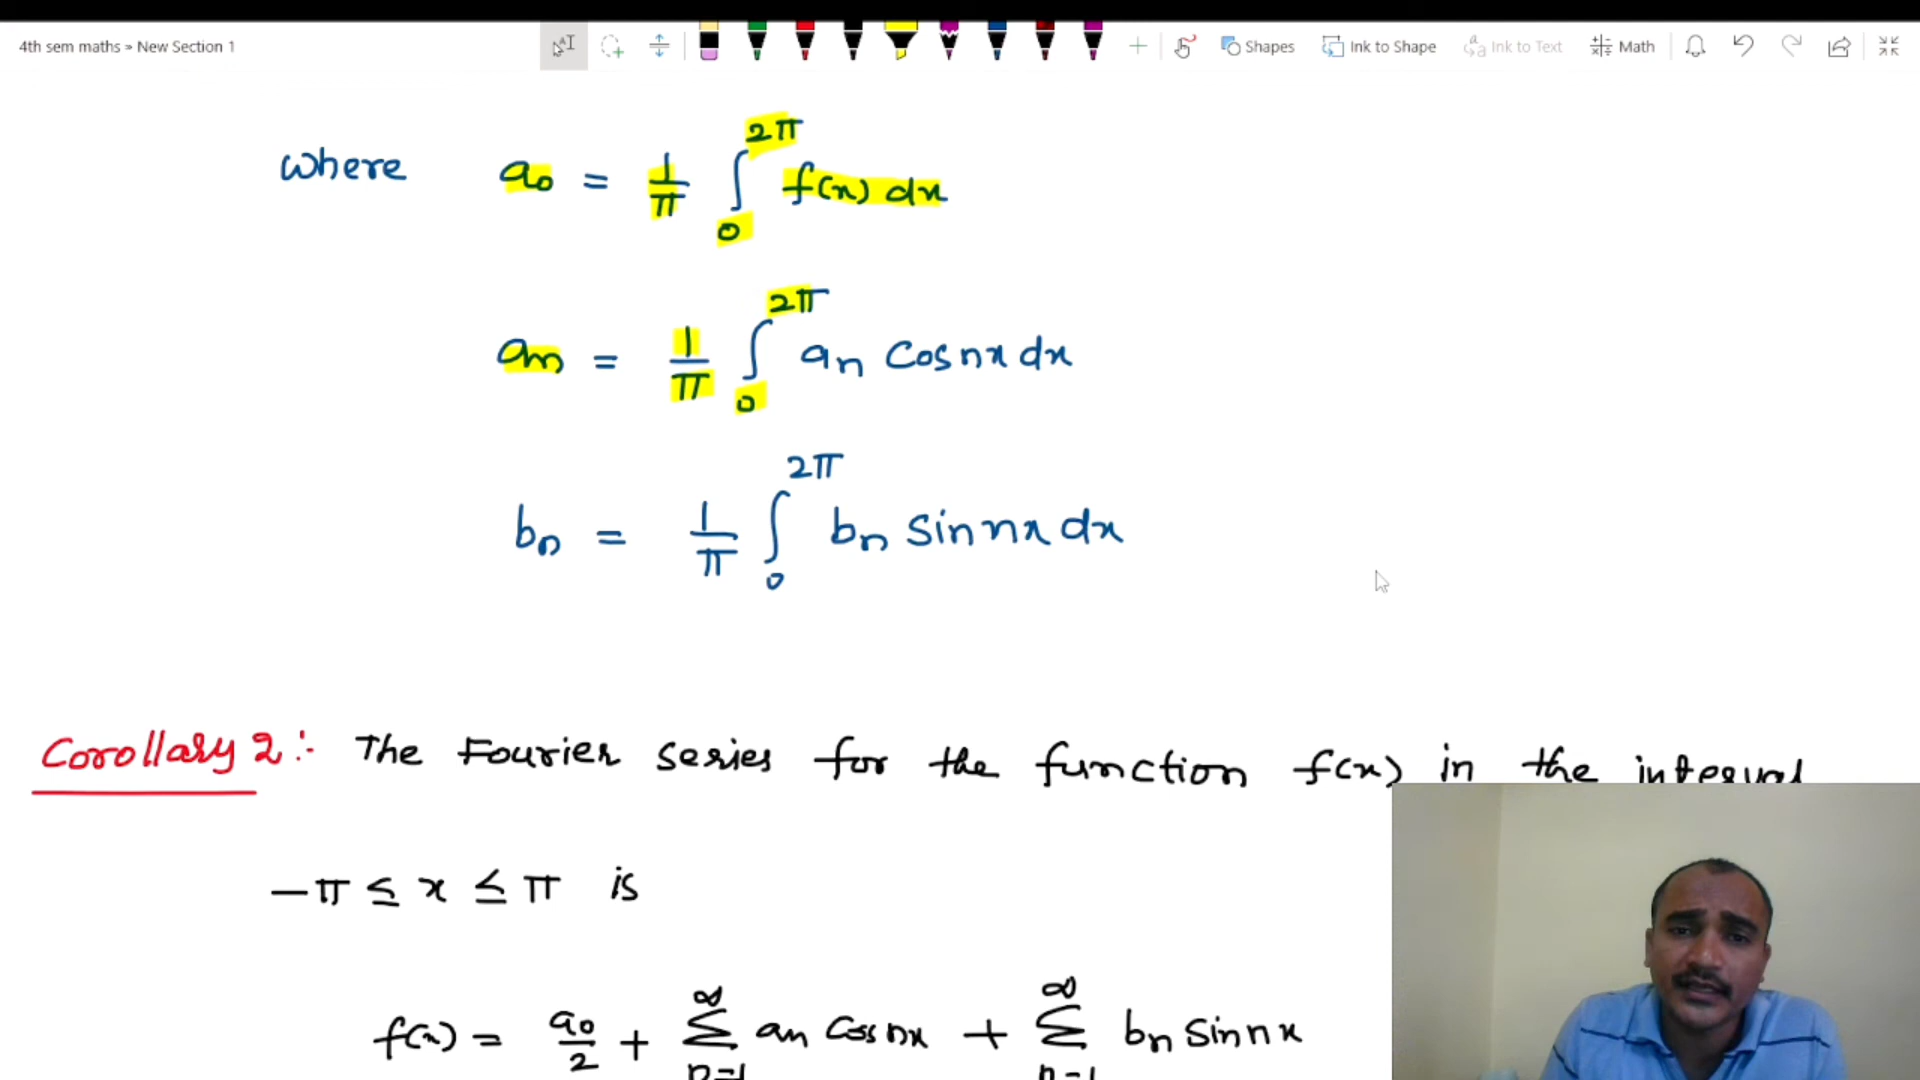 4th sem maths » New Section 1 Shapes Ink to Shape Ink to Text Math
where a₀ = 1/π ∫₀^2π f(x) dx
aₙ = 1/π ∫₀^2π aₙ cos nx dx
bₙ = 1/π ∫₀^2π bₙ sin nx dx
Corollary 2 :- The Fourier series for the function f(x) in the interval
−π ≤ x ≤ π is
f(x) = a₀/2 + ∞ Σ n=1 aₙ cos nx + ∞ Σ n=1 bₙ sin nx